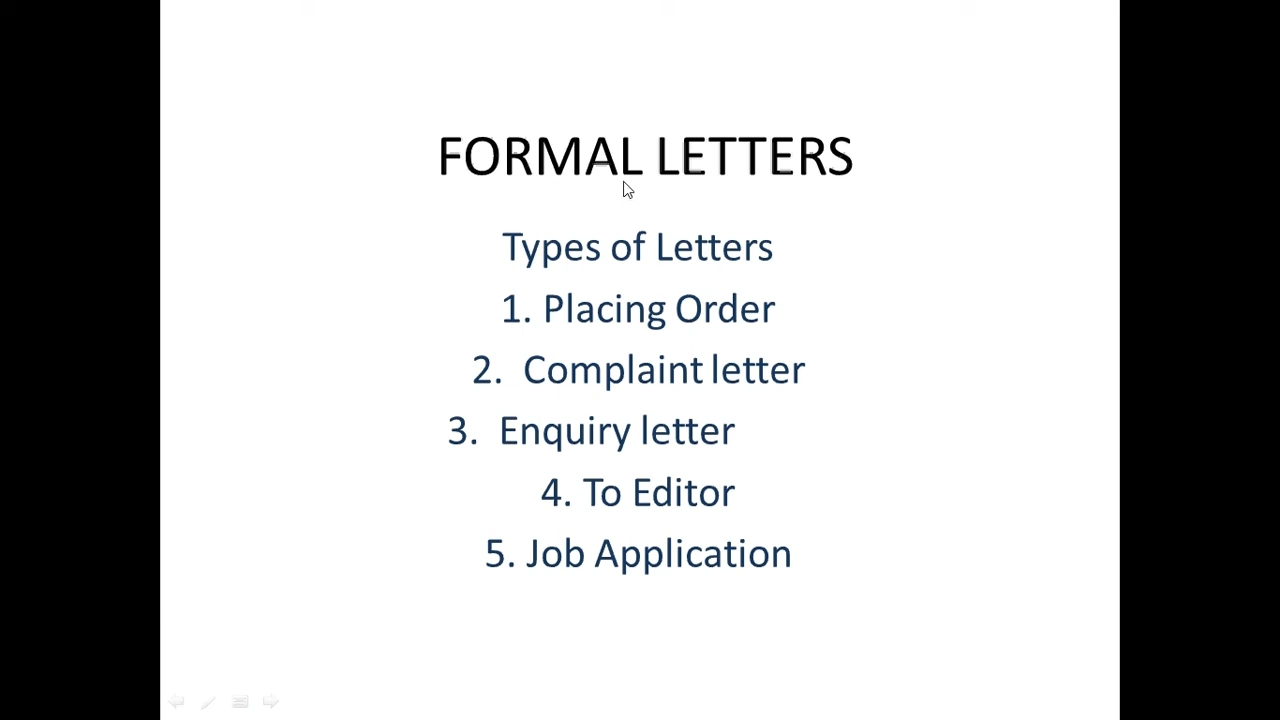 FORMAL LETTERS
Types of Letters
1. Placing Order
2. Complaint letter
3. Enquiry letter
4. To Editor
5. Job Application